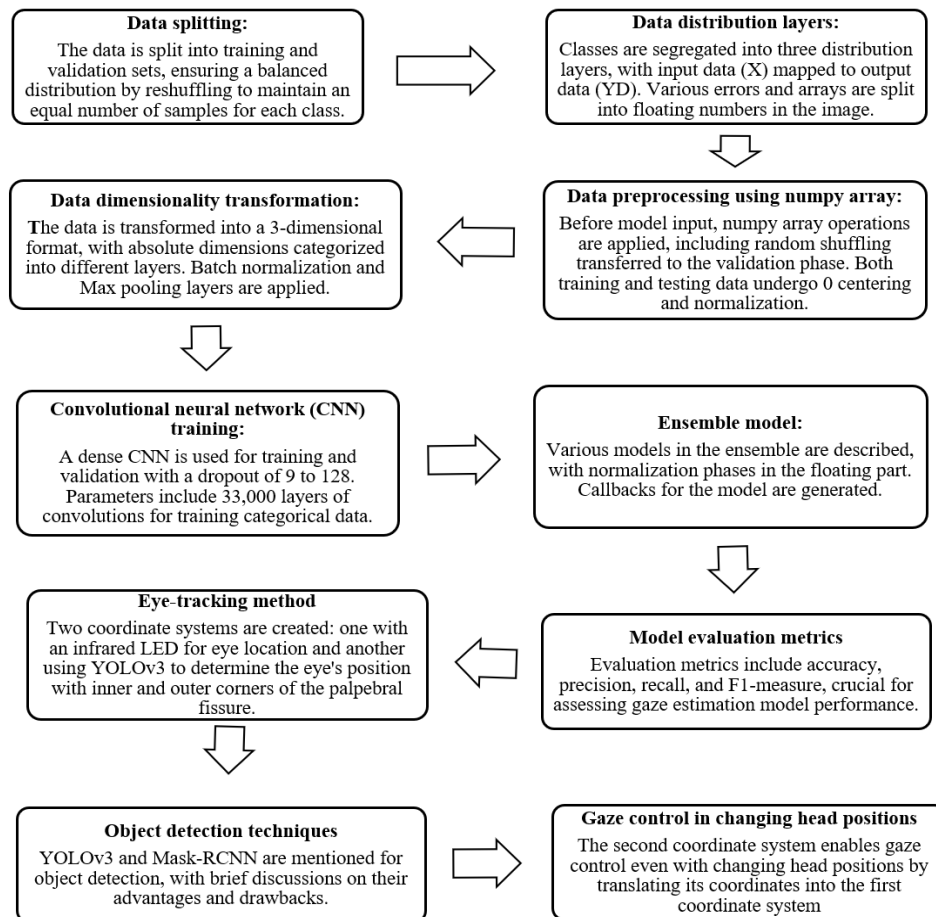 Data splitting:
The data is split into training and
validation sets, ensuring a balanced
distribution by reshuffling to maintain an
equal number of samples for each class.
Data distribution layers:
Classes are segregated into three distribution
layers, with input data (X) mapped to output
data (YD). Various errors and arrays are split
into floating numbers in the image.
Data preprocessing using numpy array:
Before model input, numpy array operations
are applied, including random shuffling
transferred to the validation phase. Both
training and testing data undergo 0 centering
and normalization.
Data dimensionality transformation:
The data is transformed into a 3-dimensional
format, with absolute dimensions categorized
into different layers. Batch normalization and
Max pooling layers are applied.
Convolutional neural network (CNN)
training:
A dense CNN is used for training and
validation with a dropout of 9 to 128.
Parameters include 33,000 layers of
convolutions for training categorical data.
Ensemble model:
Various models in the ensemble are described,
with normalization phases in the floating part.
Callbacks for the model are generated.
Model evaluation metrics
Evaluation metrics include accuracy,
precision, recall, and F1-measure, crucial for
assessing gaze estimation model performance.
Eye-tracking method
Two coordinate systems are created: one with
an infrared LED for eye location and another
using YOLOv3 to determine the eye's position
with inner and outer corners of the palpebral
fissure.
Object detection techniques
YOLOv3 and Mask-RCNN are mentioned for
object detection, with brief discussions on their
advantages and drawbacks.
Gaze control in changing head positions
The second coordinate system enables gaze
control even with changing head positions by
translating its coordinates into the first
coordinate system